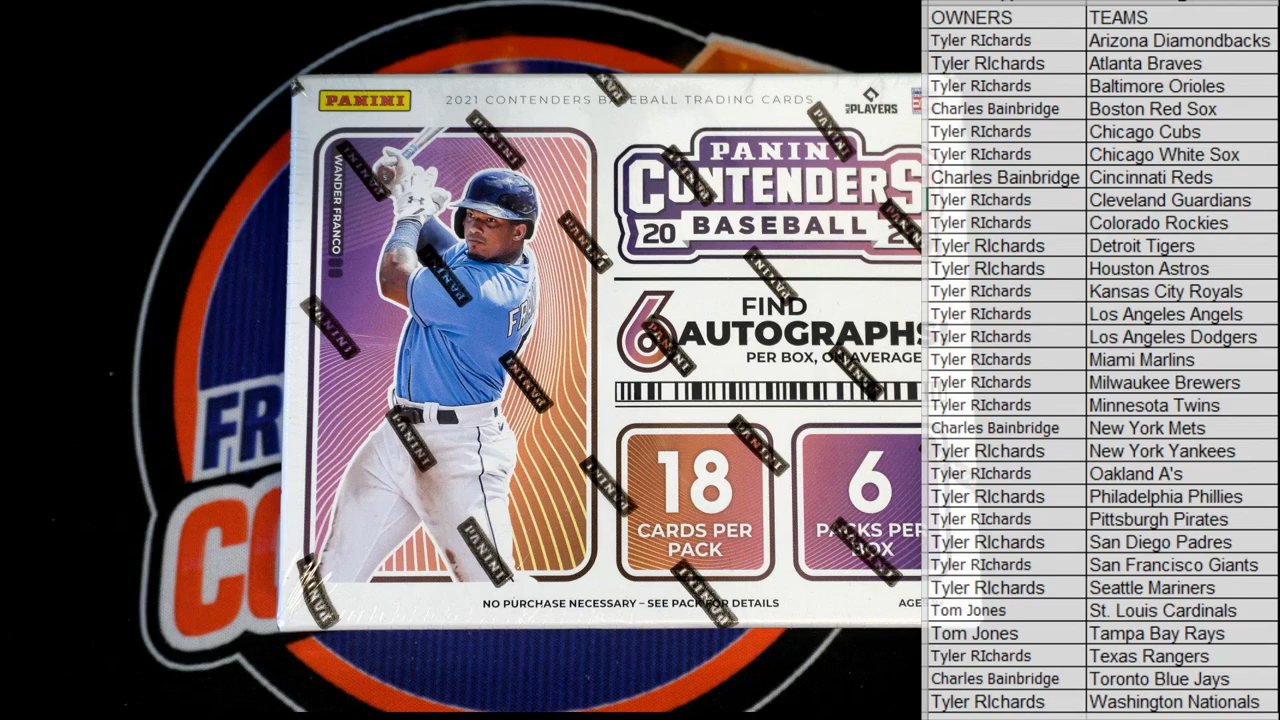 PANINI
2021 CONTENDERS BASEBALL TRADING CARDS
PLAYERS
WANDER FRANCO
PANINI
CONTENDERS
BASEBALL
20 2
6 FIND
AUTOGRAPHS
PER BOX, ON AVERAGE
18
CARDS PER
PACK
6
PACKS PER
BOX
NO PURCHASE NECESSARY – SEE PACK FOR DETAILS
AGE
FR
CO
OWNERS TEAMS
Tyler RIchards Arizona Diamondbacks
Tyler RIchards Atlanta Braves
Tyler RIchards Baltimore Orioles
Charles Bainbridge Boston Red Sox
Tyler RIchards Chicago Cubs
Tyler RIchards Chicago White Sox
Charles Bainbridge Cincinnati Reds
Tyler RIchards Cleveland Guardians
Tyler RIchards Colorado Rockies
Tyler RIchards Detroit Tigers
Tyler RIchards Houston Astros
Tyler RIchards Kansas City Royals
Tyler RIchards Los Angeles Angels
Tyler RIchards Los Angeles Dodgers
Tyler RIchards Miami Marlins
Tyler RIchards Milwaukee Brewers
Tyler RIchards Minnesota Twins
Charles Bainbridge New York Mets
Tyler RIchards New York Yankees
Tyler RIchards Oakland A's
Tyler RIchards Philadelphia Phillies
Tyler RIchards Pittsburgh Pirates
Tyler RIchards San Diego Padres
Tyler RIchards San Francisco Giants
Tyler RIchards Seattle Mariners
Tom Jones St. Louis Cardinals
Tom Jones Tampa Bay Rays
Tyler RIchards Texas Rangers
Charles Bainbridge Toronto Blue Jays
Tyler RIchards Washington Nationals